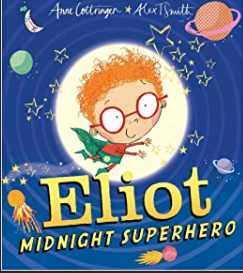 Anne Cottringer ★ Alex T Smith
Eliot
MIDNIGHT SUPERHERO